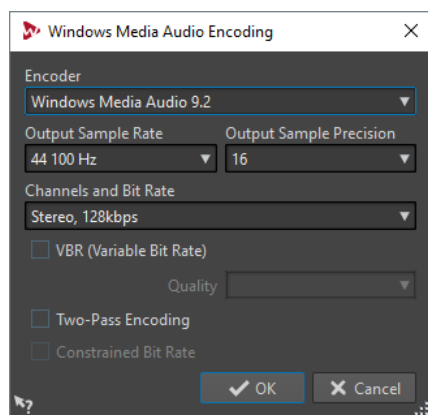 Windows Media Audio Encoding
Encoder
Windows Media Audio 9.2
Output Sample Rate Output Sample Precision
44 100 Hz 16
Channels and Bit Rate
Stereo, 128kbps
VBR (Variable Bit Rate)
Quality
Two-Pass Encoding
Constrained Bit Rate
? OK Cancel